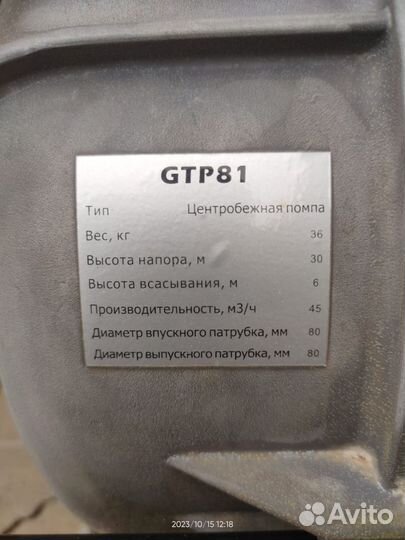 GTP81
Тип Центробежная помпа
Вес, кг 36
Высота напора, м 30
Высота всасывания, м 6
Производительность, м3/ч 45
Диаметр впускного патрубка, мм 80
Диаметр выпускного патрубка, мм 80
2023/10/15 12:18
Avito